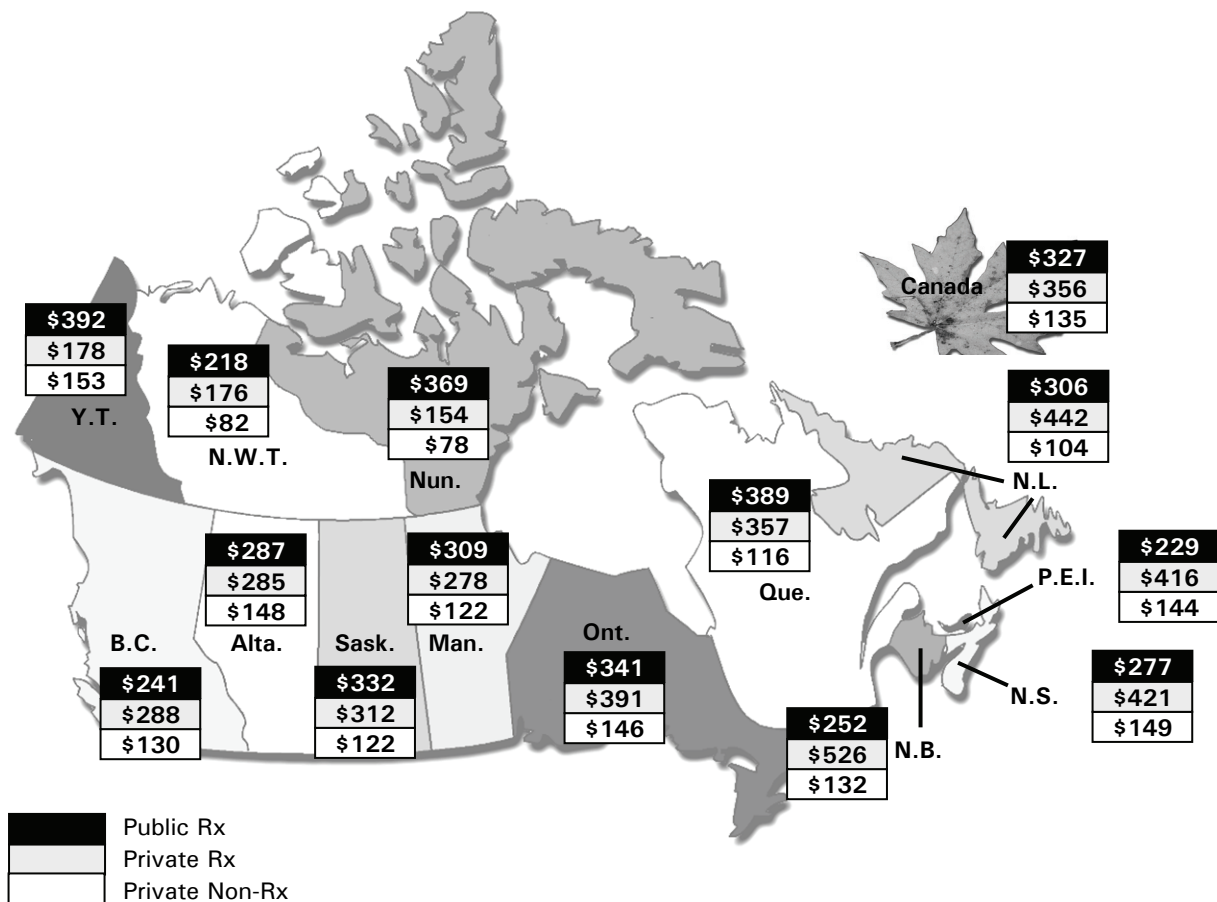 Canada
$327
$356
$135
$392
$178
$153
Y.T.
$218
$176
$82
N.W.T.
$369
$154
$78
Nun.
$306
$442
$104
N.L.
$389
$357
$116
Que.
$229
$416
$144
P.E.I.
$287
$285
$148
Alta.
$309
$278
$122
Man.
B.C.
$241
$288
$130
Sask.
$332
$312
$122
Ont.
$341
$391
$146
$277
$421
$149
N.S.
$252
$526
$132
N.B.
Public Rx
Private Rx
Private Non-Rx